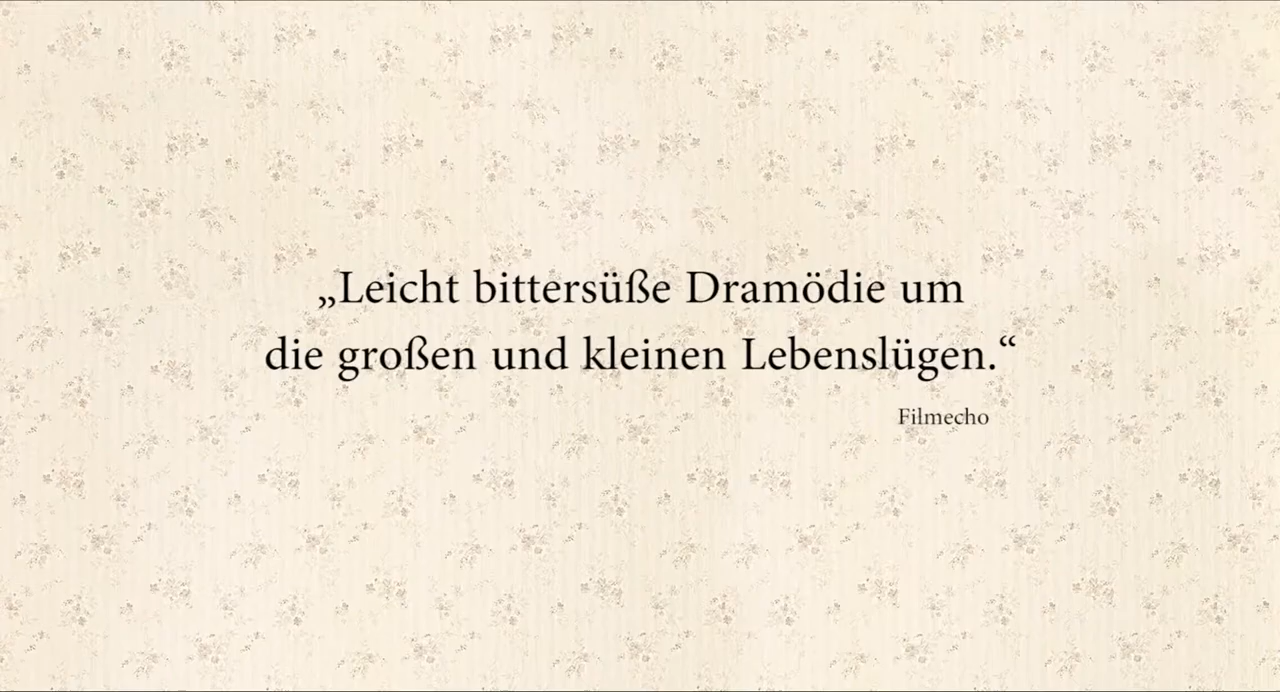 „Leicht bittersüße Dramödie um
die großen und kleinen Lebenslügen.“
Filmecho